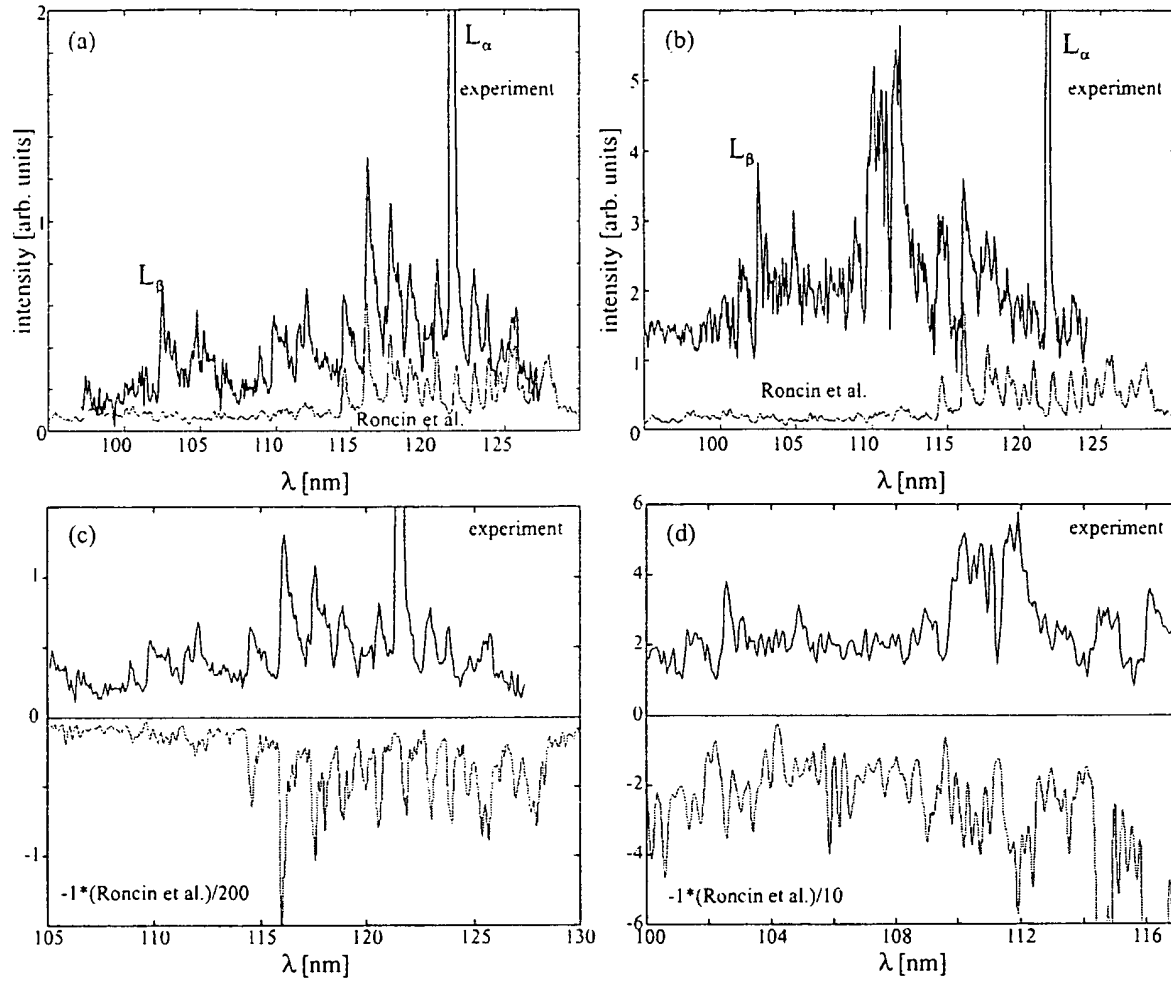 (a)
2
L_α
experiment
L_β
1
Roncin et al.
0
100 105 110 115 120 125
intensity [arb. units]
λ [nm]
(b)
L_α
experiment
5
L_β
4
3
2
Roncin et al.
1
0
100 105 110 115 120 125
intensity [arb. units]
λ [nm]
(c)
experiment
1
0
-1
-1*(Roncin et al.)/200
105 110 115 120 125 130
λ [nm]
(d)
6
experiment
4
2
0
-2
-4
-1*(Roncin et al.)/10
-6
100 104 108 112 116
λ [nm]